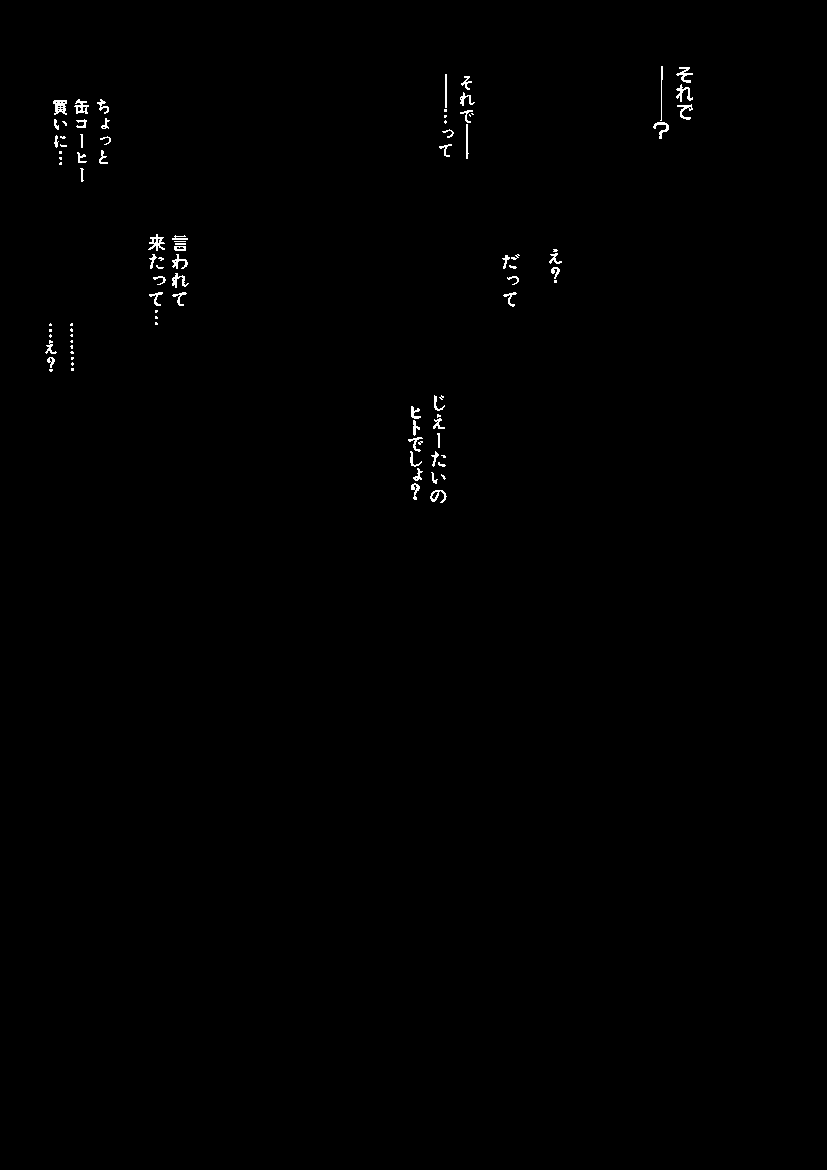 それで
――？
それで――
――…って
え？
だって
じぇーたいの
ヒトでしょ？
言われて
来たって…
ちょっと
缶コーヒー
買いに…
………
…え？